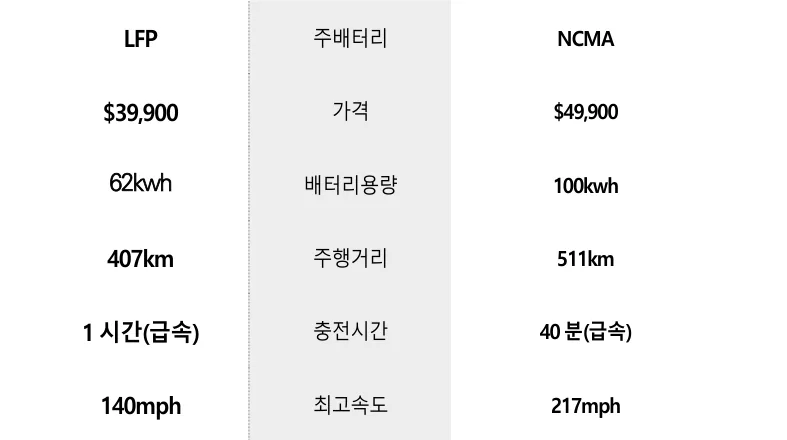 LFP 주배터리 NCMA
$39,900 가격 $49,900
62kwh 배터리용량 100kwh
407km 주행거리 511km
1 시간(급속) 충전시간 40 분(급속)
140mph 최고속도 217mph